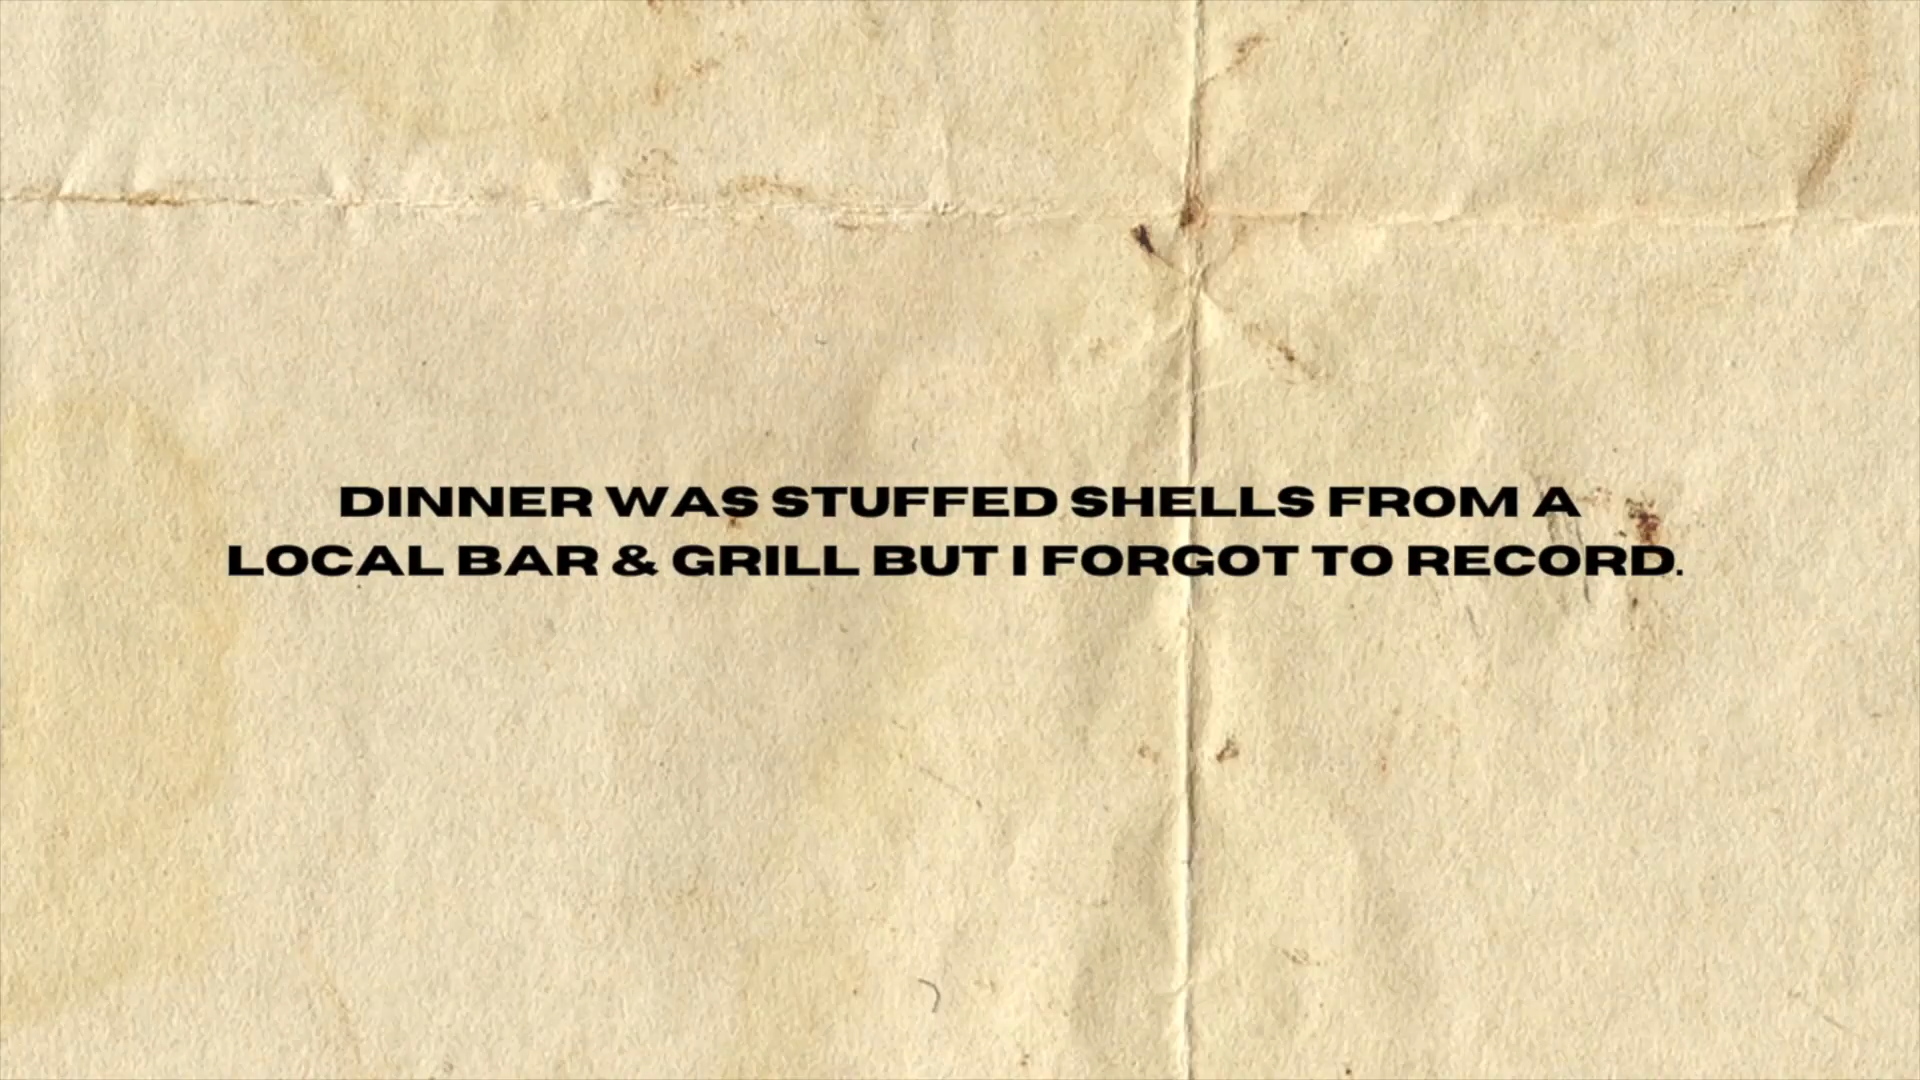 DINNER WAS STUFFED SHELLS FROM A
LOCAL BAR & GRILL BUT I FORGOT TO RECORD.